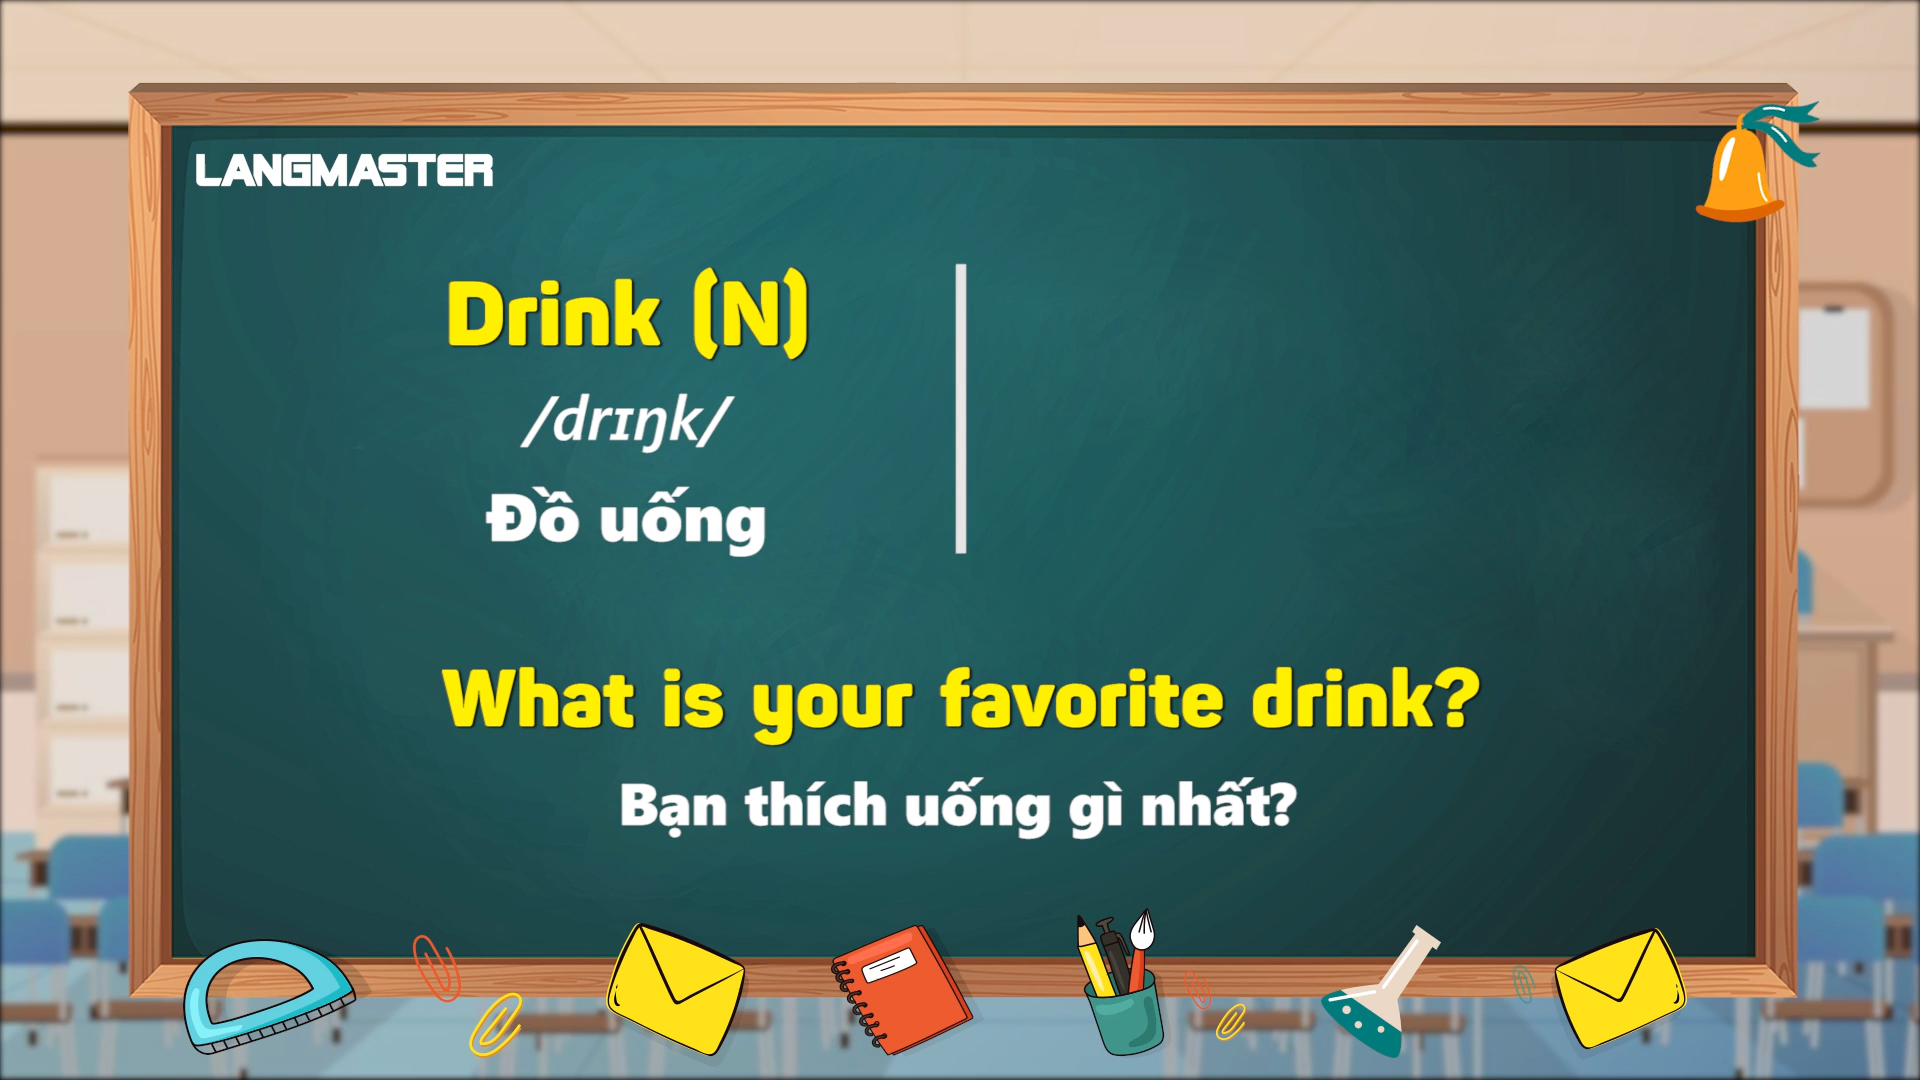 LANGMASTER
Drink (N)
/drɪŋk/
Đồ uống
What is your favorite drink?
Bạn thích uống gì nhất?